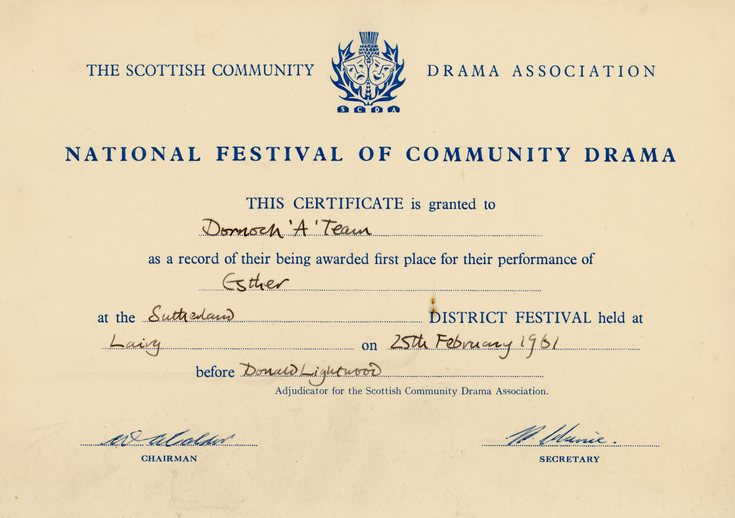 THE SCOTTISH COMMUNITY DRAMA ASSOCIATION
SCDA
NATIONAL FESTIVAL OF COMMUNITY DRAMA
THIS CERTIFICATE is granted to
Dornoch 'A' Team
as a record of their being awarded first place for their performance of
Esther
at the Sutherland DISTRICT FESTIVAL held at
Lairg on 25th February 1961
before Donald Lightwood
Adjudicator for the Scottish Community Drama Association.
CHAIRMAN SECRETARY